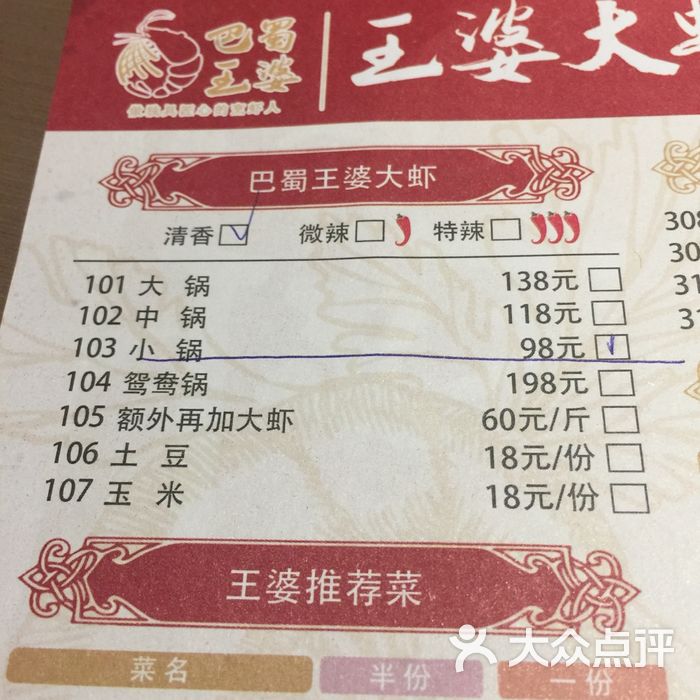 巴蜀
王婆
王婆大虾
巴蜀王婆大虾
清香 微辣 特辣
101 大 锅 138元
102 中 锅 118元
103 小 锅 98元
104 鸳鸯锅 198元
105 额外再加大虾 60元/斤
106 土 豆 18元/份
107 玉 米 18元/份
王婆推荐菜
菜名 半份 一份
大众点评